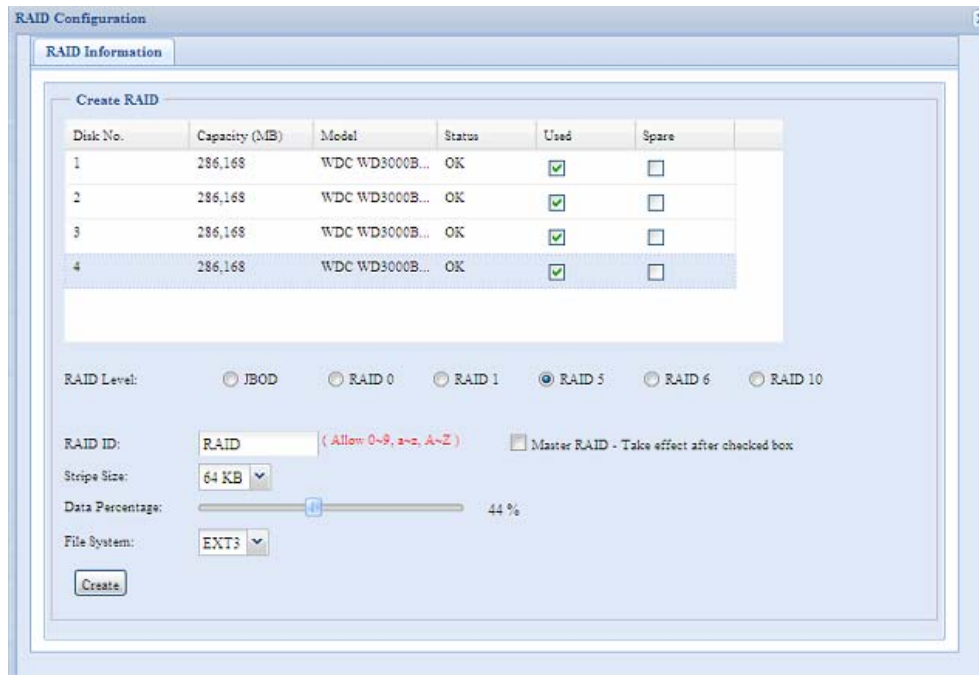 RAID Configuration
RAID Information
Create RAID
Disk No. Capacity (MB) Model Status Used Spare
1 286,168 WDC WD3000B... OK
2 286,168 WDC WD3000B... OK
3 286,168 WDC WD3000B... OK
4 286,168 WDC WD3000B... OK
RAID Level: JBOD RAID 0 RAID 1 RAID 5 RAID 6 RAID 10
RAID ID: RAID ( Allow 0~9, a~z, A~Z ) Master RAID - Take effect after checked box
Stripe Size: 64 KB
Data Percentage: 44 %
File System: EXT3
Create